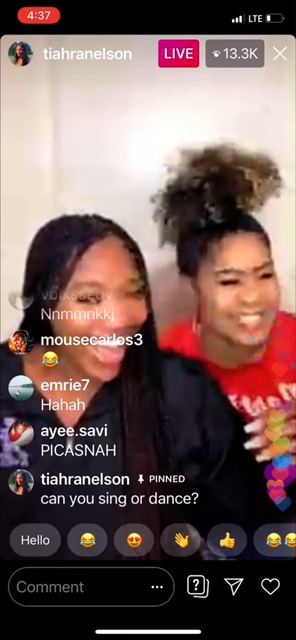 4:37
LTE
tiahranelson
LIVE
13.3K
Nnmmnkkj
mousecarlos3
😂
emrie7
Hahah
ayee.savi
PICASNAH
tiahranelson PINNED
can you sing or dance?
Hello 😂 😍 👋 👍 😂😂
Comment